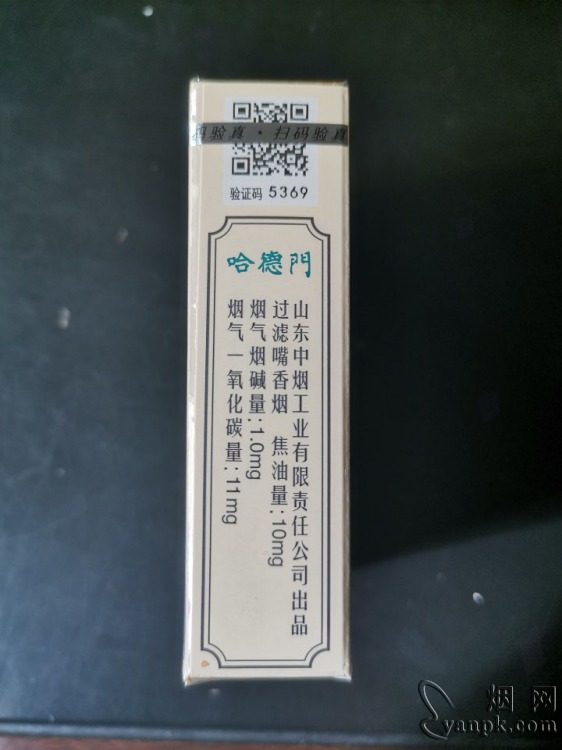 码验真·扫码验真
验证码 5369
哈德門
山东中烟工业有限责任公司出品
过滤嘴香烟 焦油量:10mg
烟气烟碱量:1.0mg
烟气一氧化碳量:11mg
烟网
yanpk.com